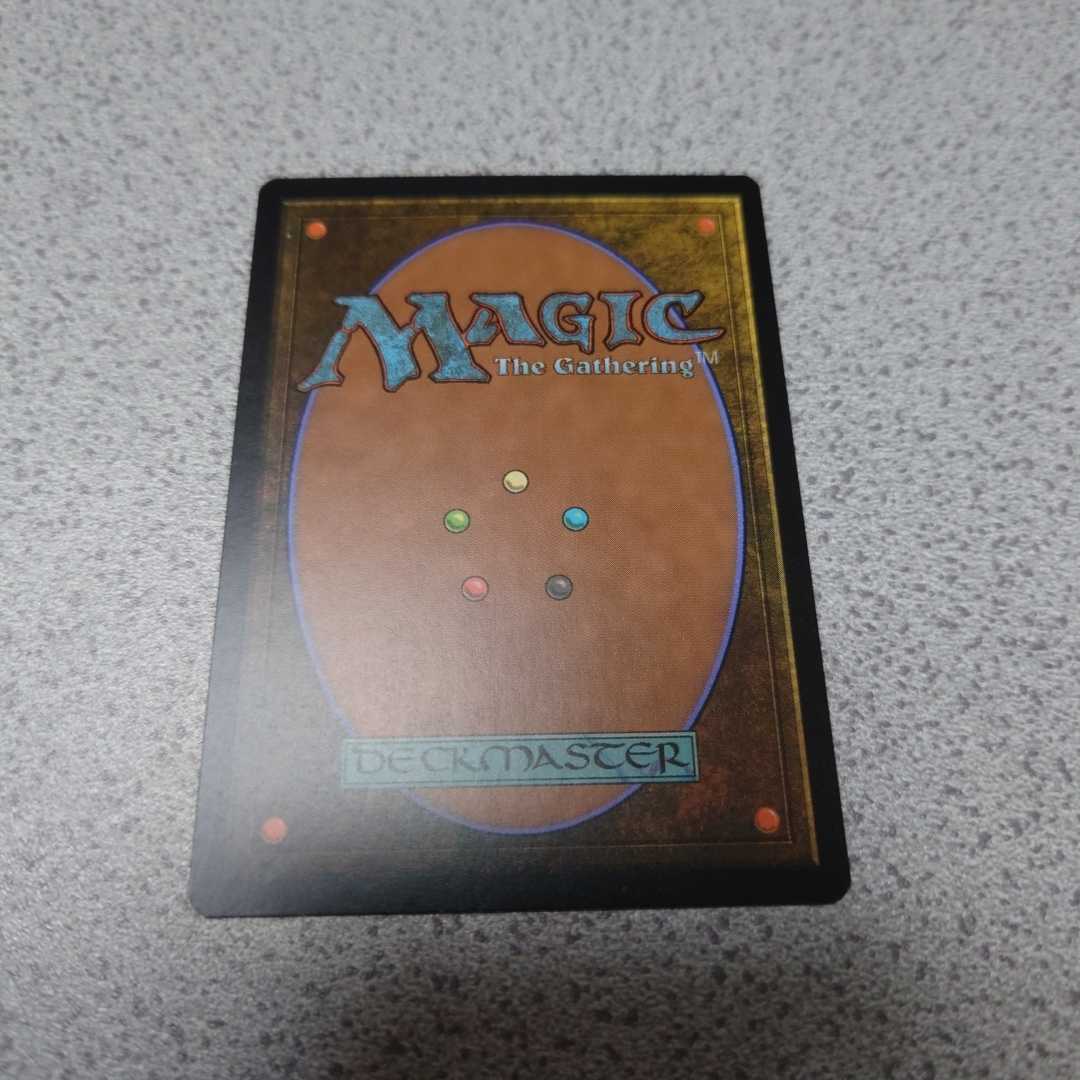 MAGIC
The Gathering™
DECKMASTER